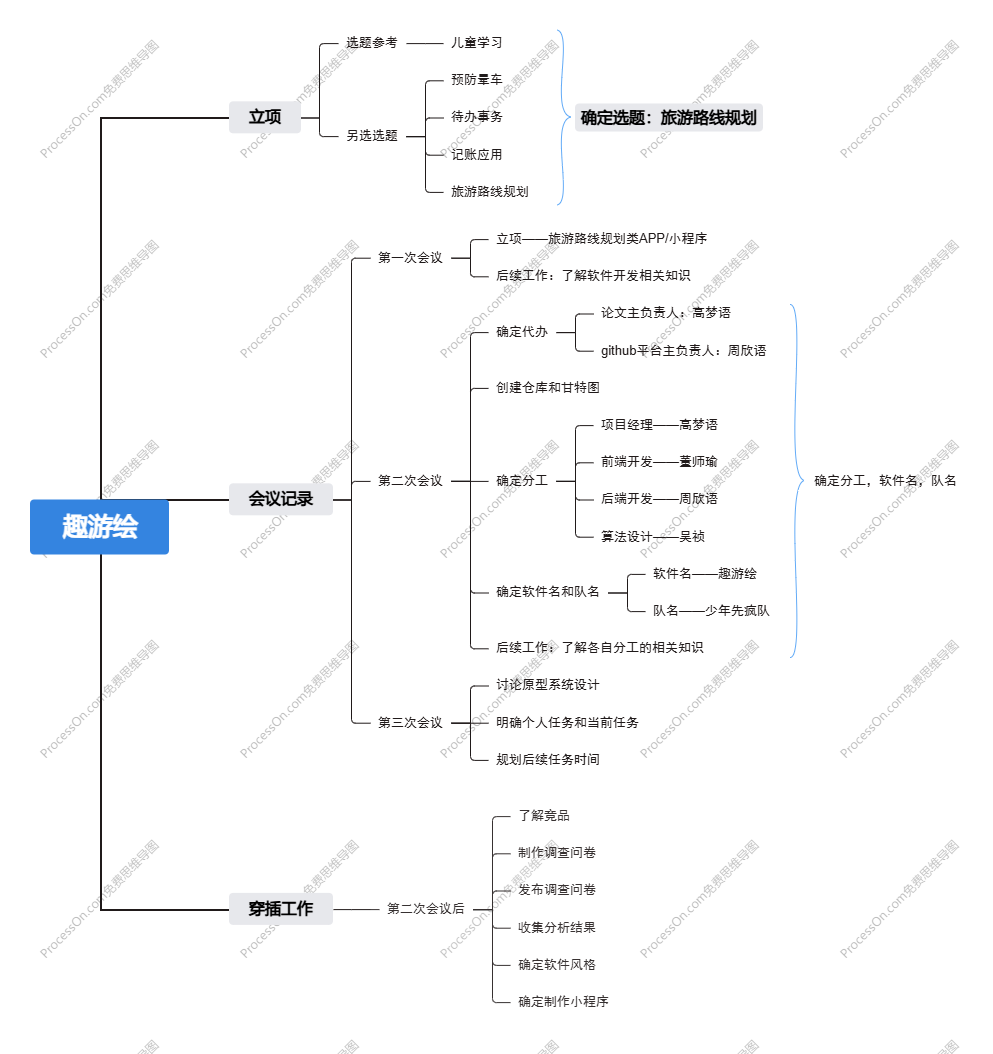 趣游绘
立项
选题参考
儿童学习
另选选题
预防晕车
待办事务
记账应用
旅游路线规划
确定选题：旅游路线规划
会议记录
第一次会议
立项——旅游路线规划类APP/小程序
后续工作：了解软件开发相关知识
第二次会议
确定代办
论文主负责人：高梦语
github平台主负责人：周欣语
创建仓库和甘特图
确定分工
项目经理——高梦语
前端开发——董师瑜
后端开发——周欣语
算法设计——吴祯
确定软件名和队名
软件名——趣游绘
队名——少年先疯队
后续工作：了解各自分工的相关知识
确定分工，软件名，队名
第三次会议
讨论原型系统设计
明确个人任务和当前任务
规划后续任务时间
穿插工作
第二次会议后
了解竞品
制作调查问卷
发布调查问卷
收集分析结果
确定软件风格
确定制作小程序
ProcessOn.com免费思维导图